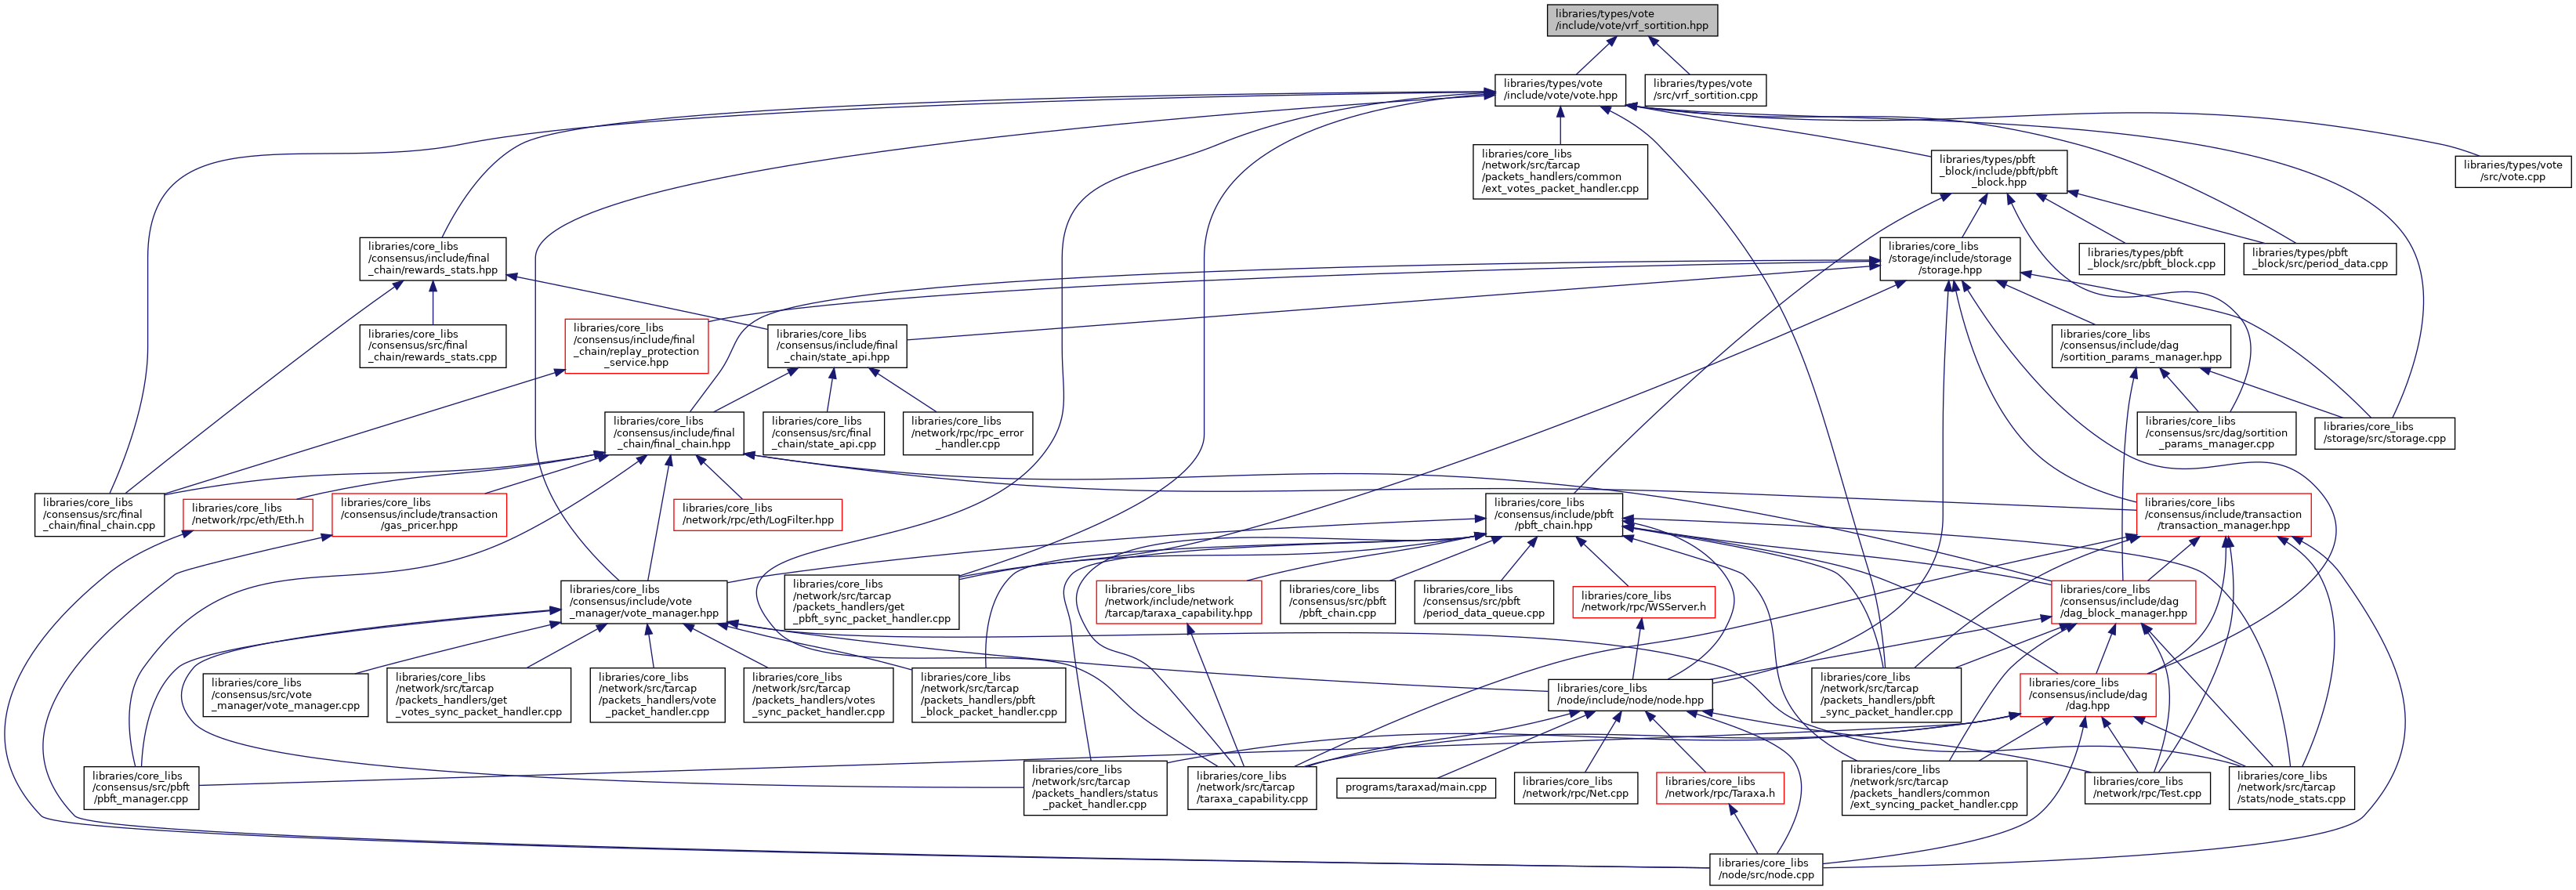 libraries/types/vote
/include/vote/vrf_sortition.hpp
libraries/types/vote
/include/vote/vote.hpp
libraries/types/vote
/src/vrf_sortition.cpp
libraries/core_libs
/network/src/tarcap
/packets_handlers/common
/ext_votes_packet_handler.cpp
libraries/types/pbft
_block/include/pbft/pbft
_block.hpp
libraries/types/vote
/src/vote.cpp
libraries/core_libs
/consensus/include/final
_chain/rewards_stats.hpp
libraries/core_libs
/storage/include/storage
/storage.hpp
libraries/types/pbft
_block/src/pbft_block.cpp
libraries/types/pbft
_block/src/period_data.cpp
libraries/core_libs
/consensus/src/final
_chain/rewards_stats.cpp
libraries/core_libs
/consensus/include/final
_chain/replay_protection
_service.hpp
libraries/core_libs
/consensus/include/final
_chain/state_api.hpp
libraries/core_libs
/consensus/include/dag
/sortition_params_manager.hpp
libraries/core_libs
/consensus/include/final
_chain/final_chain.hpp
libraries/core_libs
/consensus/src/final
_chain/state_api.cpp
libraries/core_libs
/network/rpc/rpc_error
_handler.cpp
libraries/core_libs
/consensus/src/dag/sortition
_params_manager.cpp
libraries/core_libs
/storage/src/storage.cpp
libraries/core_libs
/consensus/src/final
_chain/final_chain.cpp
libraries/core_libs
/network/rpc/eth/Eth.h
libraries/core_libs
/consensus/include/transaction
/gas_pricer.hpp
libraries/core_libs
/network/rpc/eth/LogFilter.hpp
libraries/core_libs
/consensus/include/pbft
/pbft_chain.hpp
libraries/core_libs
/consensus/include/transaction
/transaction_manager.hpp
libraries/core_libs
/consensus/include/vote
_manager/vote_manager.hpp
libraries/core_libs
/network/src/tarcap
/packets_handlers/get
_pbft_sync_packet_handler.cpp
libraries/core_libs
/network/include/network
/tarcap/taraxa_capability.hpp
libraries/core_libs
/consensus/src/pbft
/pbft_chain.cpp
libraries/core_libs
/consensus/src/pbft
/period_data_queue.cpp
libraries/core_libs
/network/rpc/WSServer.h
libraries/core_libs
/consensus/include/dag
/dag_block_manager.hpp
libraries/core_libs
/consensus/src/vote
_manager/vote_manager.cpp
libraries/core_libs
/network/src/tarcap
/packets_handlers/get
_votes_sync_packet_handler.cpp
libraries/core_libs
/network/src/tarcap
/packets_handlers/vote
_packet_handler.cpp
libraries/core_libs
/network/src/tarcap
/packets_handlers/votes
_sync_packet_handler.cpp
libraries/core_libs
/network/src/tarcap
/packets_handlers/pbft
_block_packet_handler.cpp
libraries/core_libs
/node/include/node/node.hpp
libraries/core_libs
/network/src/tarcap
/packets_handlers/pbft
_sync_packet_handler.cpp
libraries/core_libs
/consensus/include/dag
/dag.hpp
libraries/core_libs
/consensus/src/pbft
/pbft_manager.cpp
libraries/core_libs
/network/src/tarcap
/packets_handlers/status
_packet_handler.cpp
libraries/core_libs
/network/src/tarcap
/taraxa_capability.cpp
programs/taraxad/main.cpp
libraries/core_libs
/network/rpc/Net.cpp
libraries/core_libs
/network/rpc/Taraxa.h
libraries/core_libs
/network/src/tarcap
/packets_handlers/common
/ext_syncing_packet_handler.cpp
libraries/core_libs
/network/rpc/Test.cpp
libraries/core_libs
/network/src/tarcap
/stats/node_stats.cpp
libraries/core_libs
/node/src/node.cpp